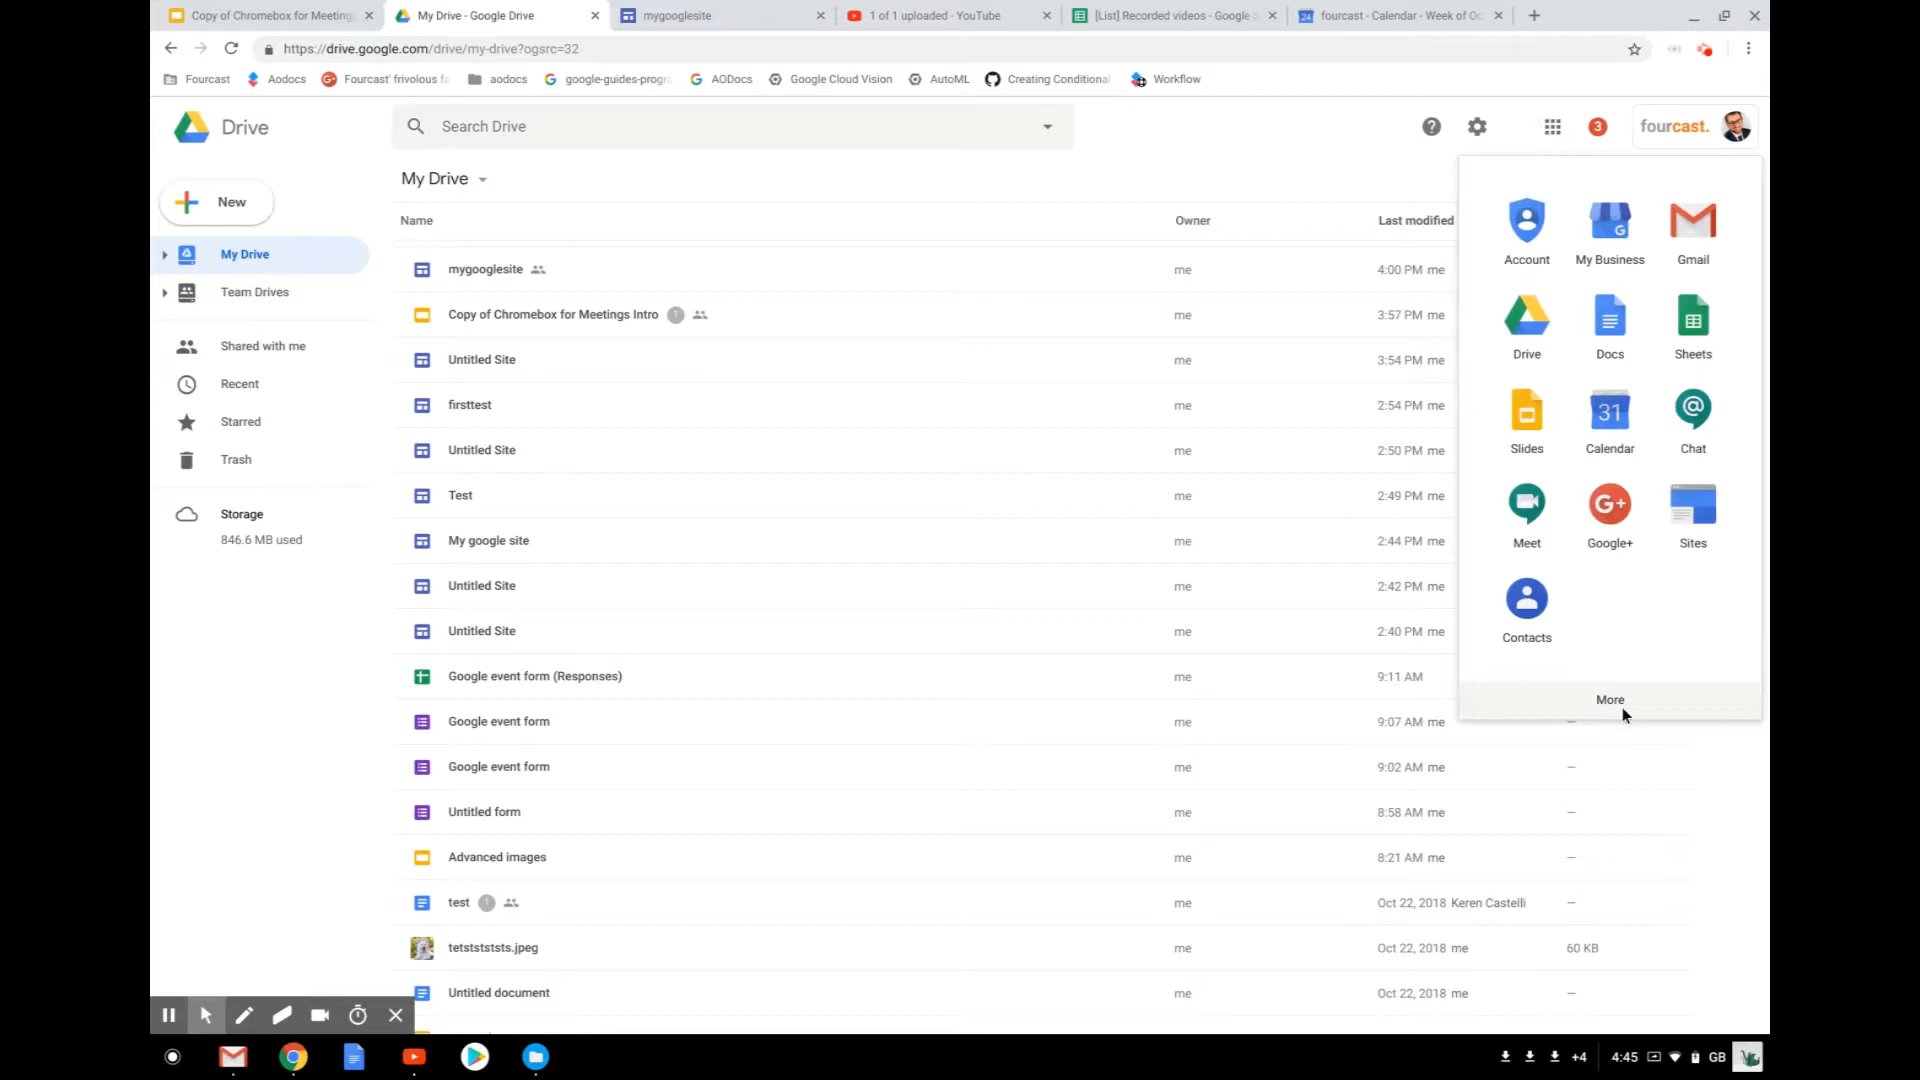 Copy of Chromebox for Meetings
My Drive - Google Drive
mygooglesite
1 of 1 uploaded - YouTube
[List] Recorded videos - Google
fourcast - Calendar - Week of Oc
https://drive.google.com/drive/my-drive?ogsrc=32
Fourcast
Aodocs
Fourcast' frivolous fa
aodocs
google-guides-progra
AODocs
Google Cloud Vision
AutoML
Creating Conditional
Workflow
Drive
Search Drive
3
fourcast.
New
My Drive
Team Drives
Shared with me
Recent
Starred
Trash
Storage
846.6 MB used
My Drive
Name Owner Last modified
mygooglesite me 4:00 PM me
Copy of Chromebox for Meetings Intro 1 me 3:57 PM me
Untitled Site me 3:54 PM me
firsttest me 2:54 PM me
Untitled Site me 2:50 PM me
Test me 2:49 PM me
My google site me 2:44 PM me
Untitled Site me 2:42 PM me
Untitled Site me 2:40 PM me
Google event form (Responses) me 9:11 AM
Google event form me 9:07 AM me –
Google event form me 9:02 AM me –
Untitled form me 8:58 AM me –
Advanced images me 8:21 AM me –
test 1 me Oct 22, 2018 Keren Castelli –
tetststststs.jpeg me Oct 22, 2018 me 60 KB
Untitled document me Oct 22, 2018 me –
Account My Business Gmail
Drive Docs Sheets
31
Slides Calendar Chat
G+
Meet Google+ Sites
Contacts
More
+4 4:45 GB